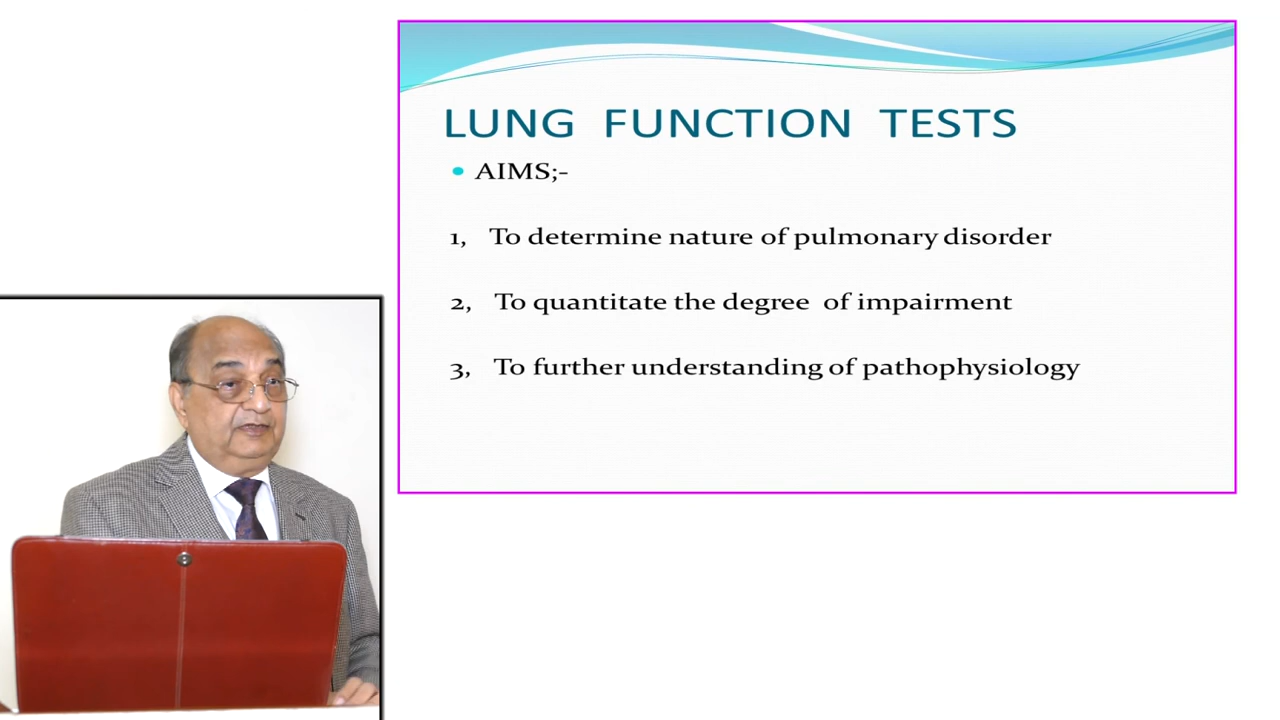 LUNG FUNCTION TESTS
AIMS;-
1, To determine nature of pulmonary disorder
2, To quantitate the degree of impairment
3, To further understanding of pathophysiology